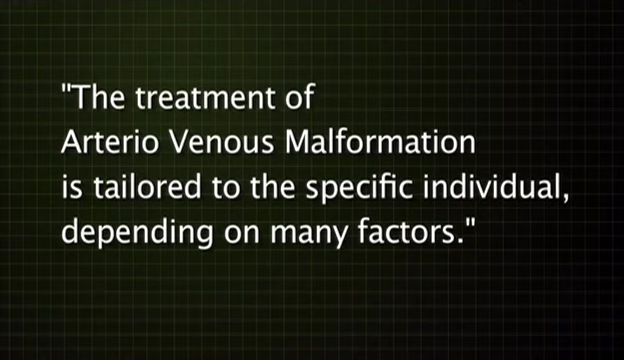 "The treatment of
Arterio Venous Malformation
is tailored to the specific individual,
depending on many factors."